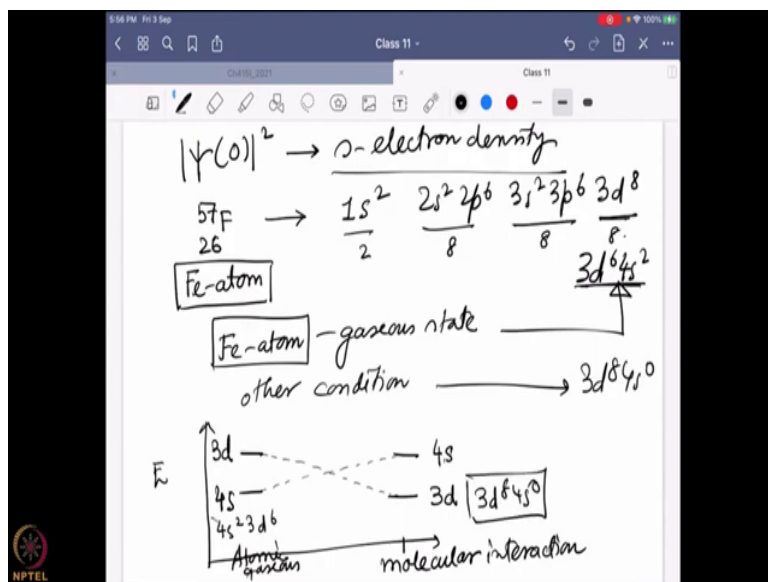 5:56 PM Fri 3 Sep
100%
Class 11
CM1SI_2021
Class 11
|Ψ(0)|² → s-electron density
57F → 1s² 2s² 2p⁶ 3s² 3p⁶ 3d⁸
26 2 8 8 8.
Fe-atom 3d⁶4s²
Fe-atom - gaseous state
other condition → 3d⁸4s⁰
3d 4s
E
4s 3d 3d⁸4s⁰
4s²3d⁶
Atomic molecular interaction
gaseous
NPTEL